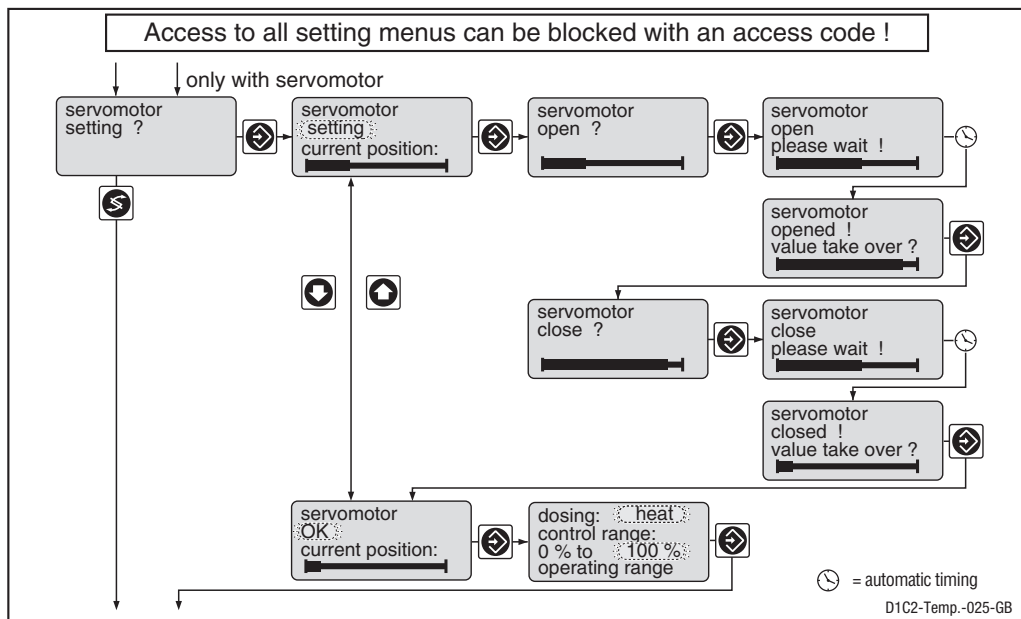 Access to all setting menus can be blocked with an access code !
only with servomotor
servomotor
setting ?
servomotor
setting
current position:
servomotor
open ?
servomotor
open
please wait !
servomotor
opened !
value take over ?
servomotor
close ?
servomotor
close
please wait !
servomotor
closed !
value take over ?
servomotor
OK
current position:
dosing: heat
control range:
0 % to 100 %
operating range
= automatic timing
D1C2-Temp.-025-GB